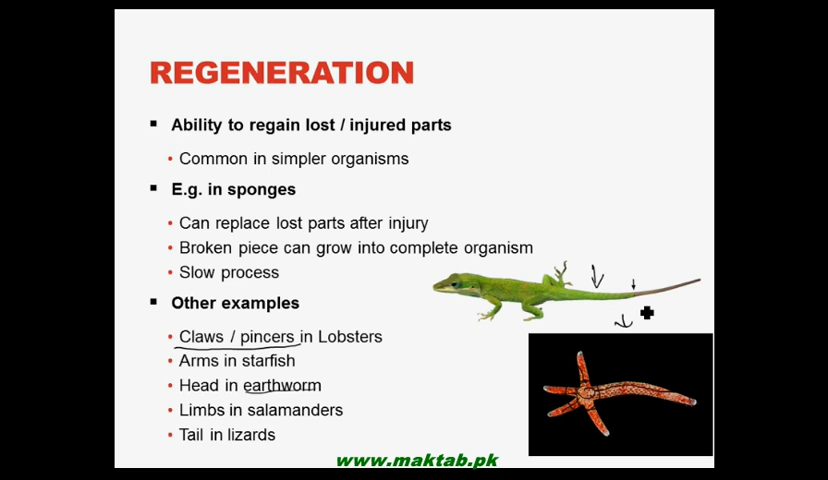 REGENERATION
Ability to regain lost / injured parts
Common in simpler organisms
E.g. in sponges
Can replace lost parts after injury
Broken piece can grow into complete organism
Slow process
Other examples
Claws / pincers in Lobsters
Arms in starfish
Head in earthworm
Limbs in salamanders
Tail in lizards
www.maktab.pk